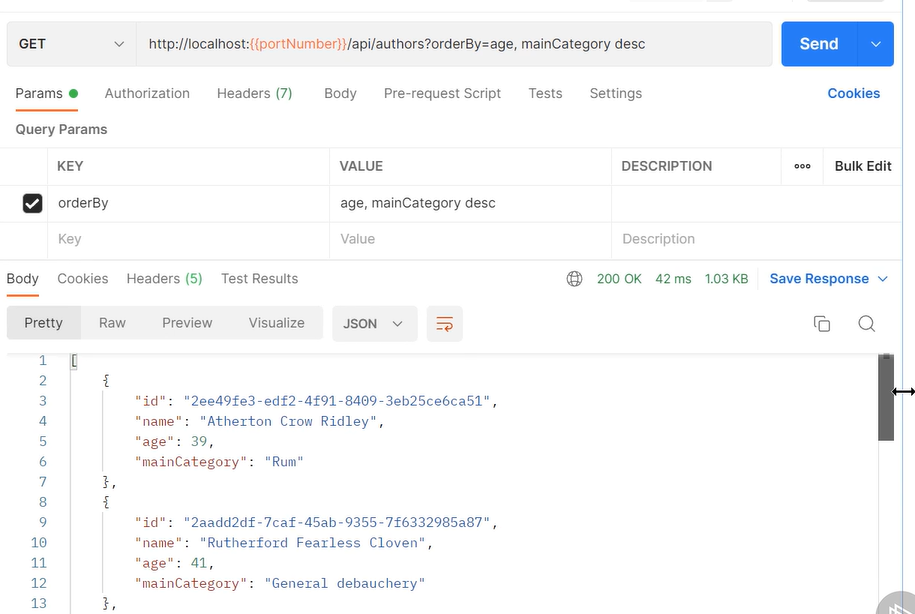 GET http://localhost:{{portNumber}}/api/authors?orderBy=age, mainCategory desc Send
Params Authorization Headers (7) Body Pre-request Script Tests Settings Cookies
Query Params
KEY VALUE DESCRIPTION Bulk Edit
orderBy age, mainCategory desc
Key Value Description
Body Cookies Headers (5) Test Results 200 OK 42 ms 1.03 KB Save Response
Pretty Raw Preview Visualize JSON
1 [
2 {
3 "id": "2ee49fe3-edf2-4f91-8409-3eb25ce6ca51",
4 "name": "Atherton Crow Ridley",
5 "age": 39,
6 "mainCategory": "Rum"
7 },
8 {
9 "id": "2aadd2df-7caf-45ab-9355-7f6332985a87",
10 "name": "Rutherford Fearless Cloven",
11 "age": 41,
12 "mainCategory": "General debauchery"
13 },